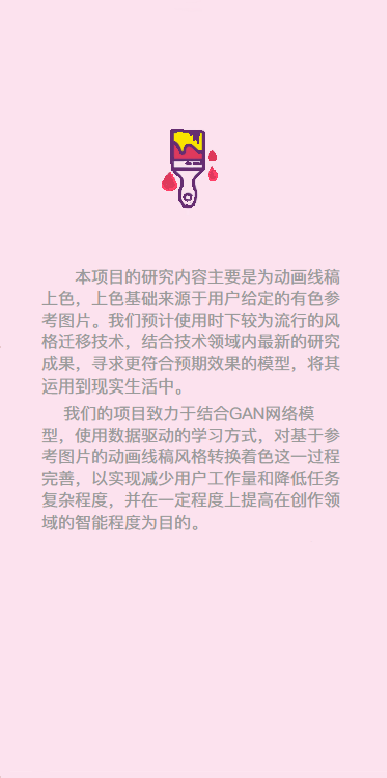 本项目的研究内容主要是为动画线稿
上色，上色基础来源于用户给定的有色参
考图片。我们预计使用时下较为流行的风
格迁移技术，结合技术领域内最新的研究
成果，寻求更符合预期效果的模型，将其
运用到现实生活中。
我们的项目致力于结合GAN网络模
型，使用数据驱动的学习方式，对基于参
考图片的动画线稿风格转换着色这一过程
完善，以实现减少用户工作量和降低任务
复杂程度，并在一定程度上提高在创作领
域的智能程度为目的。